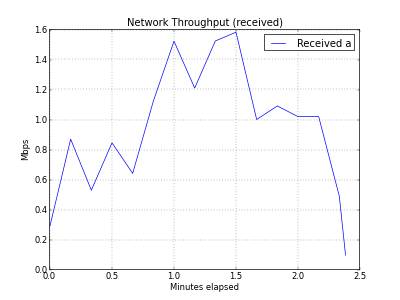 Network Throughput (received)
1.6
Received a
1.4
1.2
1.0
Mbps
0.8
0.6
0.4
0.2
0.0
0.0 0.5 1.0 1.5 2.0 2.5
Minutes elapsed